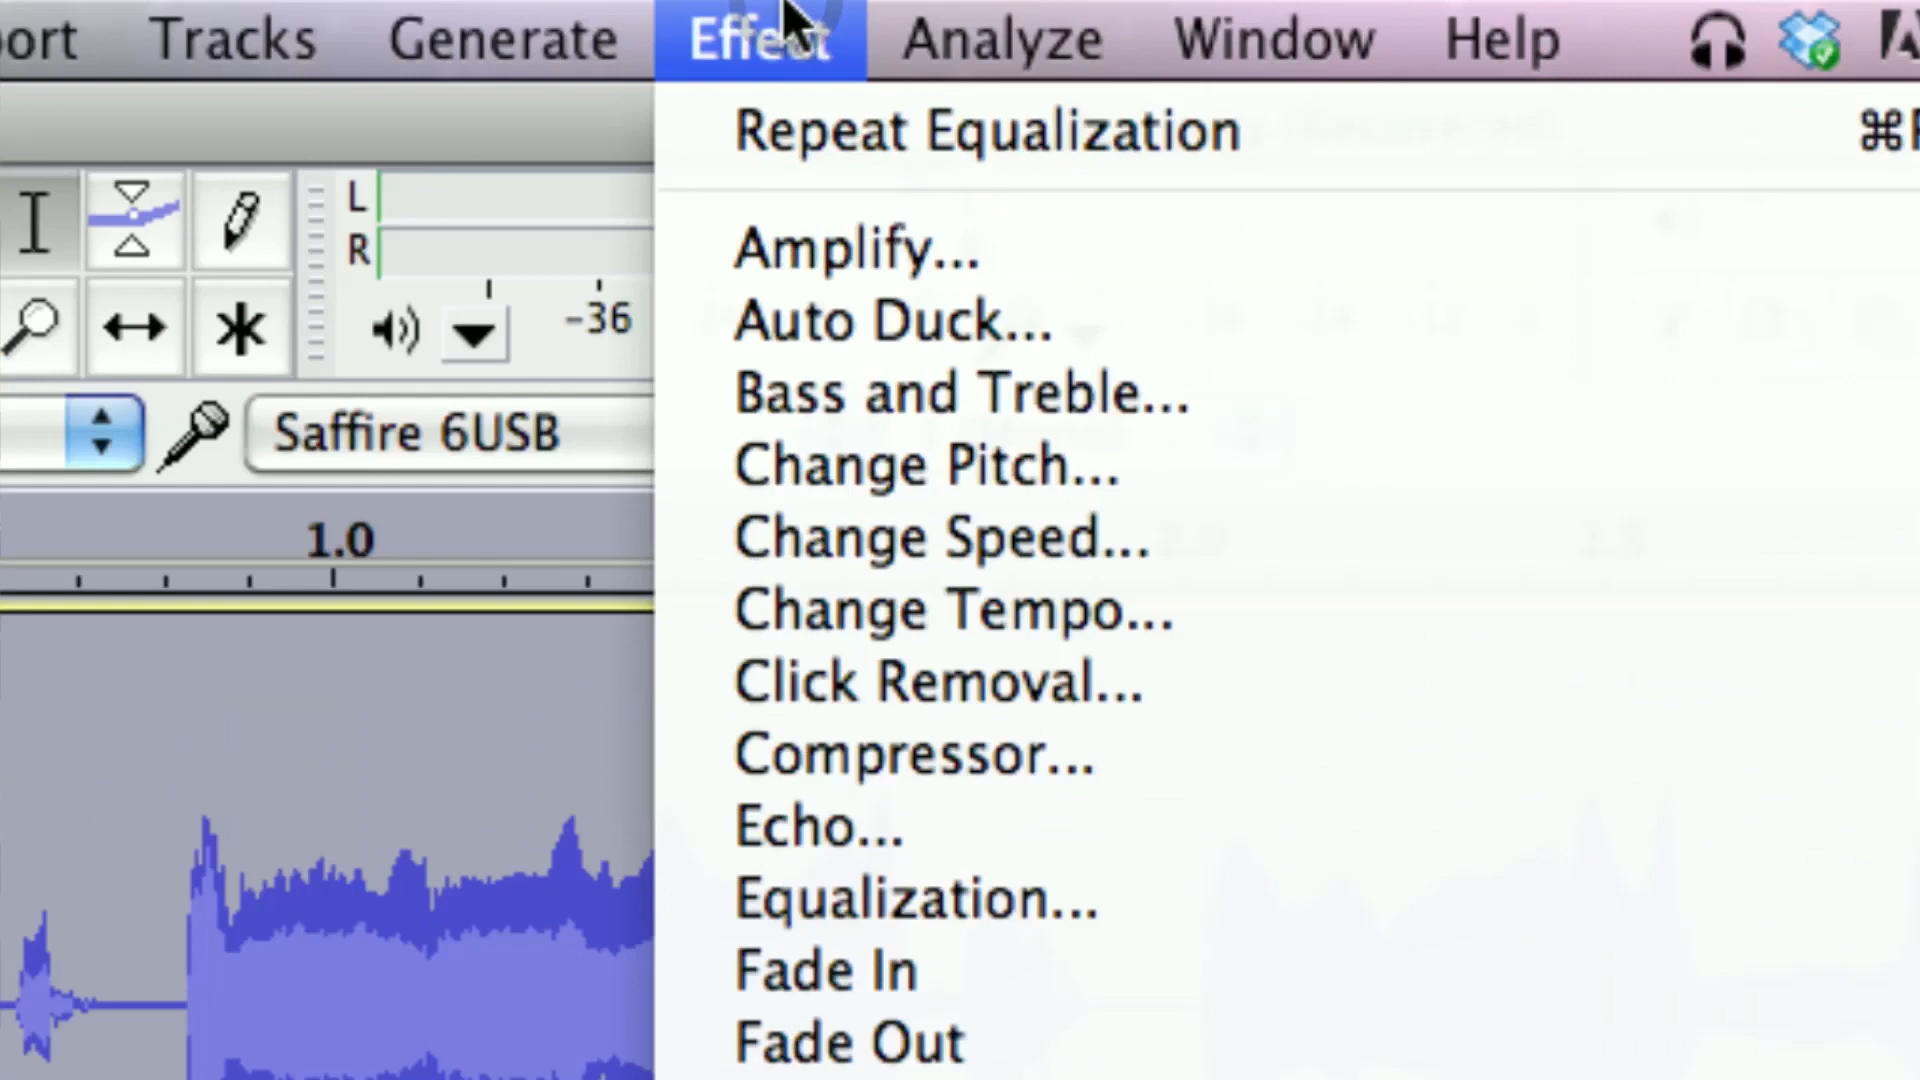 Tracks Generate Effect Analyze Window Help
Repeat Equalization
L
R
Amplify...
-36
Auto Duck...
Bass and Treble...
Saffire 6USB
Change Pitch...
1.0
Change Speed...
Change Tempo...
Click Removal...
Compressor...
Echo...
Equalization...
Fade In
Fade Out